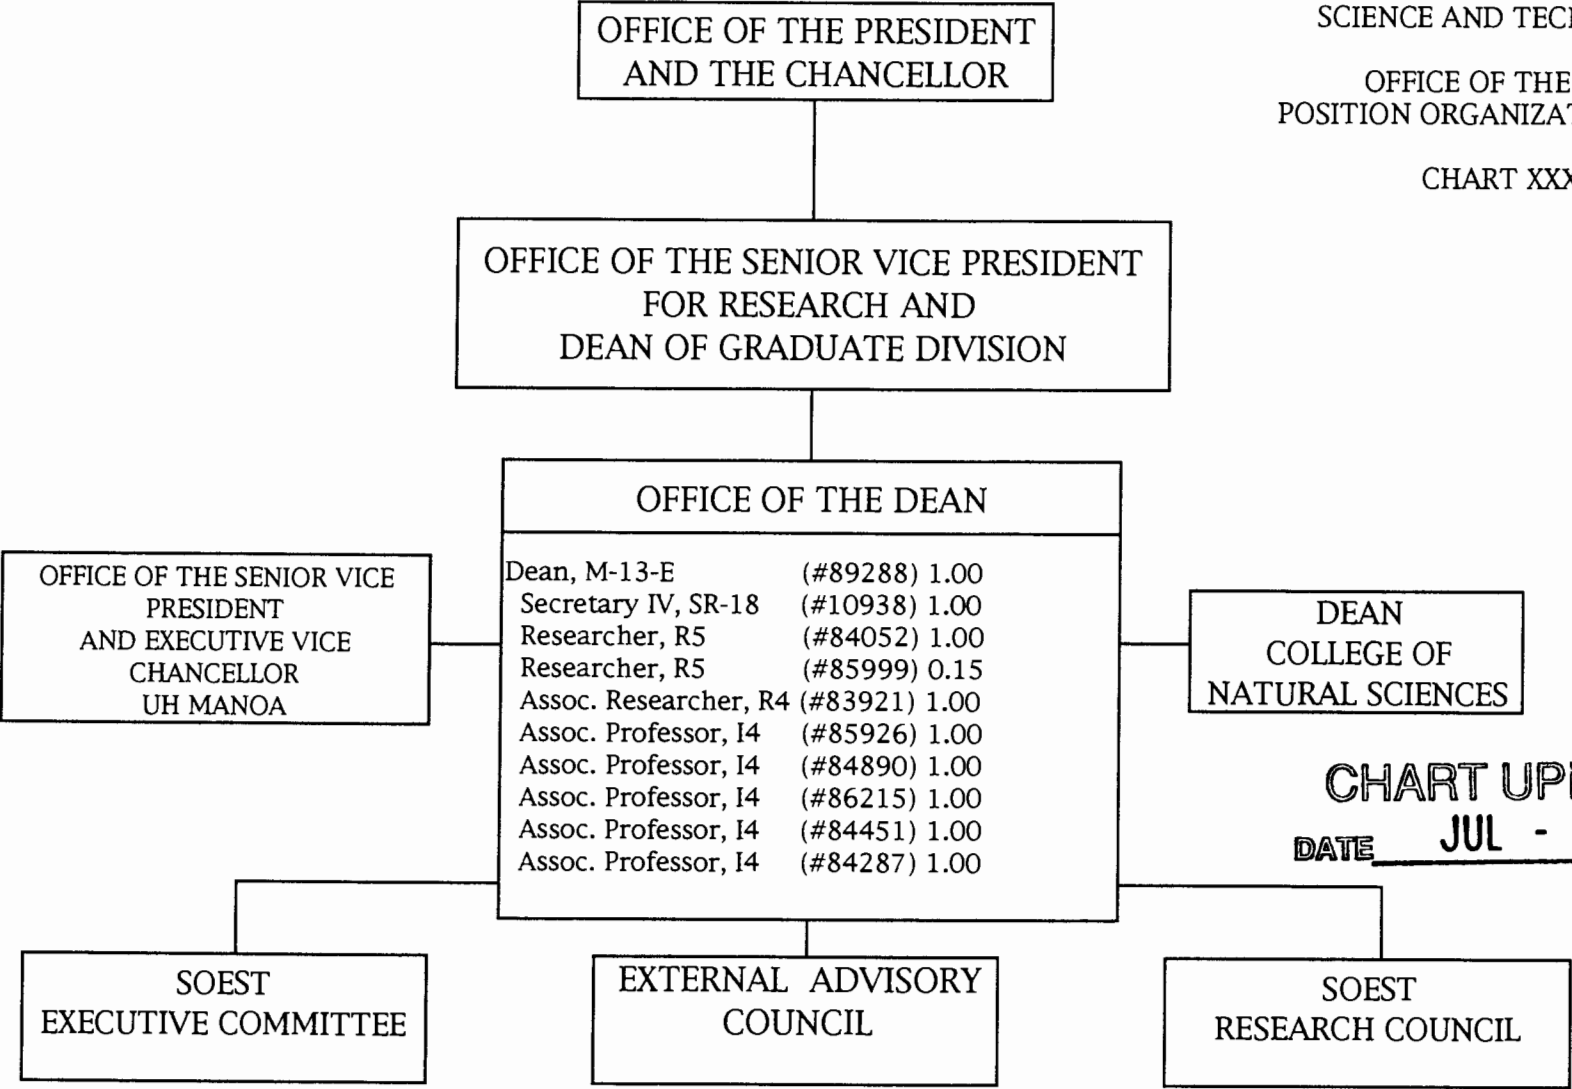 OFFICE OF THE PRESIDENT
AND THE CHANCELLOR
SCIENCE AND
OFFICE OF THE
POSITION
CHART
OFFICE OF THE SENIOR VICE PRESIDENT
FOR RESEARCH AND
DEAN OF GRADUATE DIVISION
OFFICE OF THE DEAN
Dean, M-13-E (#89288) 1.00
Secretary IV, SR-18 (#10938) 1.00
Researcher, R5 (#84052) 1.00
Researcher, R5 (#85999) 0.15
Assoc. Researcher, R4 (#83921) 1.00
Assoc. Professor, I4 (#85926) 1.00
Assoc. Professor, I4 (#84890) 1.00
Assoc. Professor, I4 (#86215) 1.00
Assoc. Professor, I4 (#84451) 1.00
Assoc. Professor, I4 (#84287) 1.00
OFFICE OF THE SENIOR VICE
PRESIDENT
AND EXECUTIVE VICE
CHANCELLOR
UH MANOA
DEAN
COLLEGE OF
NATURAL SCIENCES
CHART
DATE JUL -
SOEST
EXECUTIVE COMMITTEE
EXTERNAL ADVISORY
COUNCIL
SOEST
RESEARCH COUNCIL